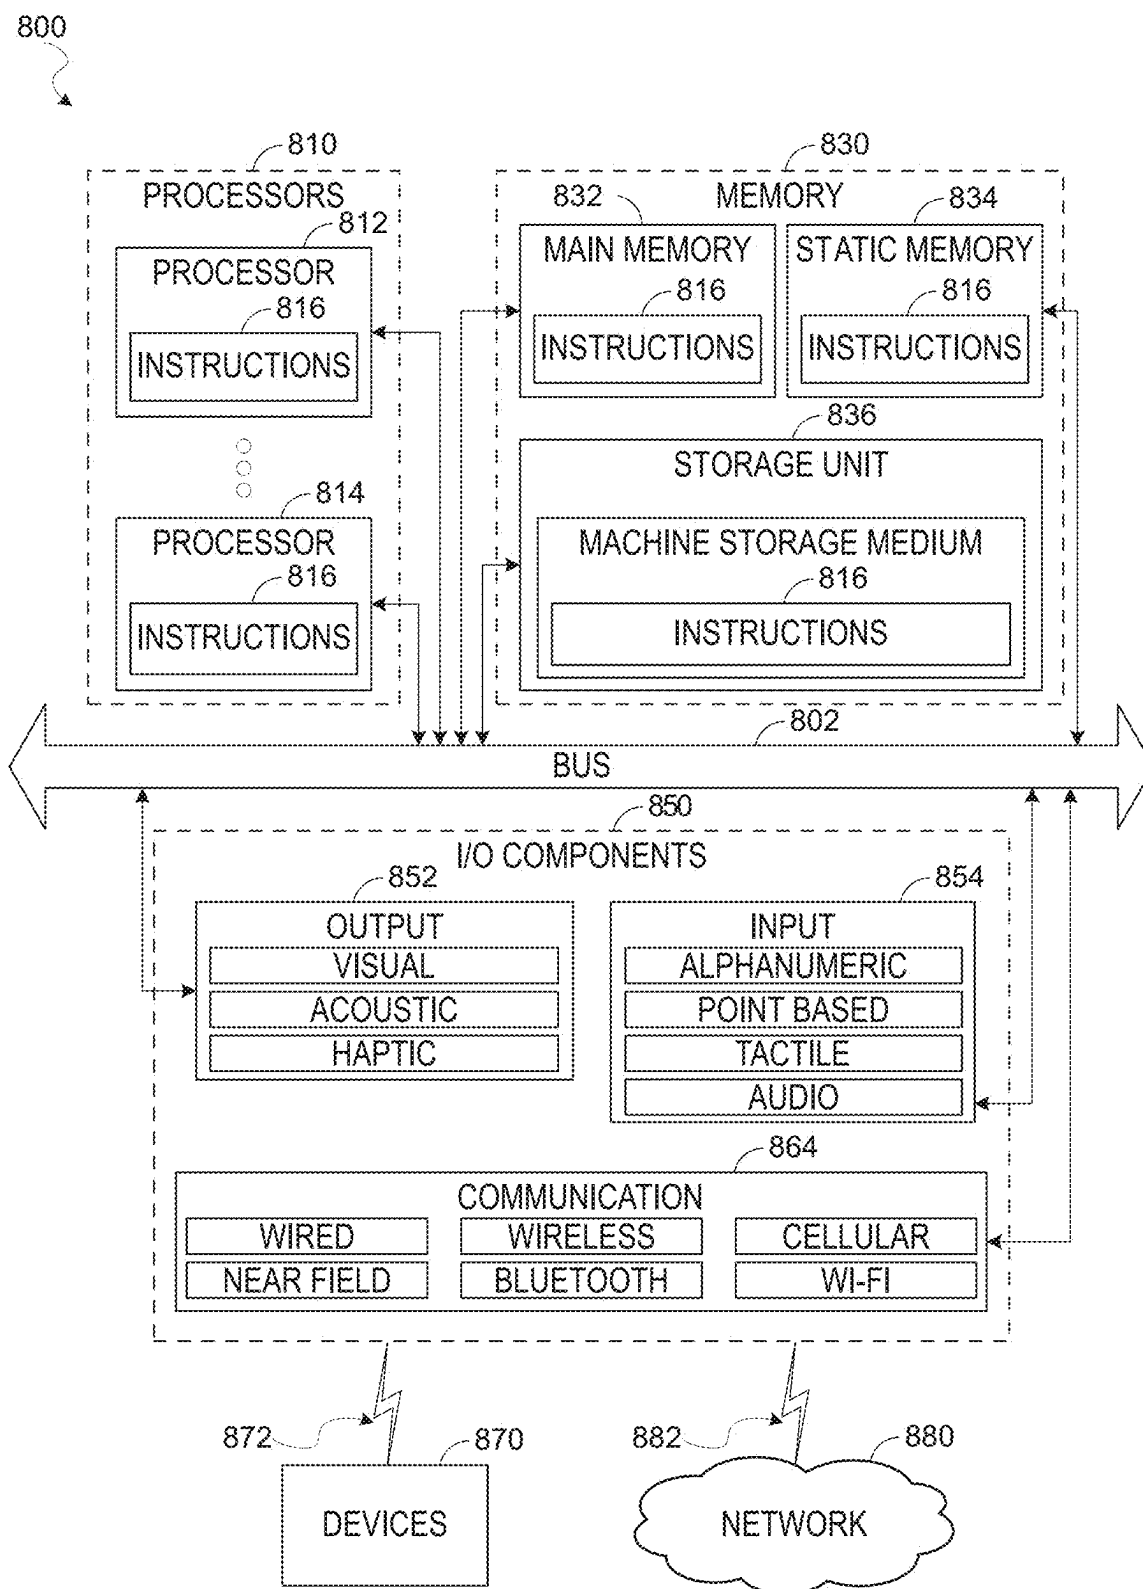 800
810
830
PROCESSORS
MEMORY
812
832
834
PROCESSOR
MAIN MEMORY
STATIC MEMORY
816
816
816
INSTRUCTIONS
INSTRUCTIONS
INSTRUCTIONS
836
STORAGE UNIT
814
PROCESSOR
MACHINE STORAGE MEDIUM
816
816
INSTRUCTIONS
INSTRUCTIONS
802
BUS
850
I/O COMPONENTS
852
854
OUTPUT
INPUT
VISUAL
ALPHANUMERIC
ACOUSTIC
POINT BASED
HAPTIC
TACTILE
AUDIO
864
COMMUNICATION
WIRED
WIRELESS
CELLULAR
NEAR FIELD
BLUETOOTH
WI-FI
872
870
882
880
DEVICES
NETWORK